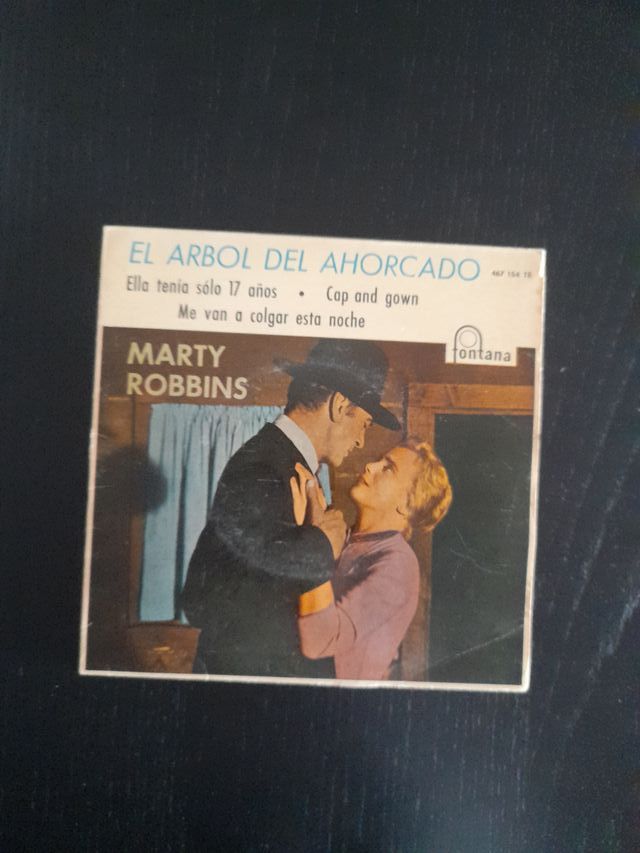 EL ARBOL DEL AHORCADO 467 154 TE
Ella tenia sólo 17 años • Cap and gown
Me van a colgar esta noche
fontana
MARTY
ROBBINS